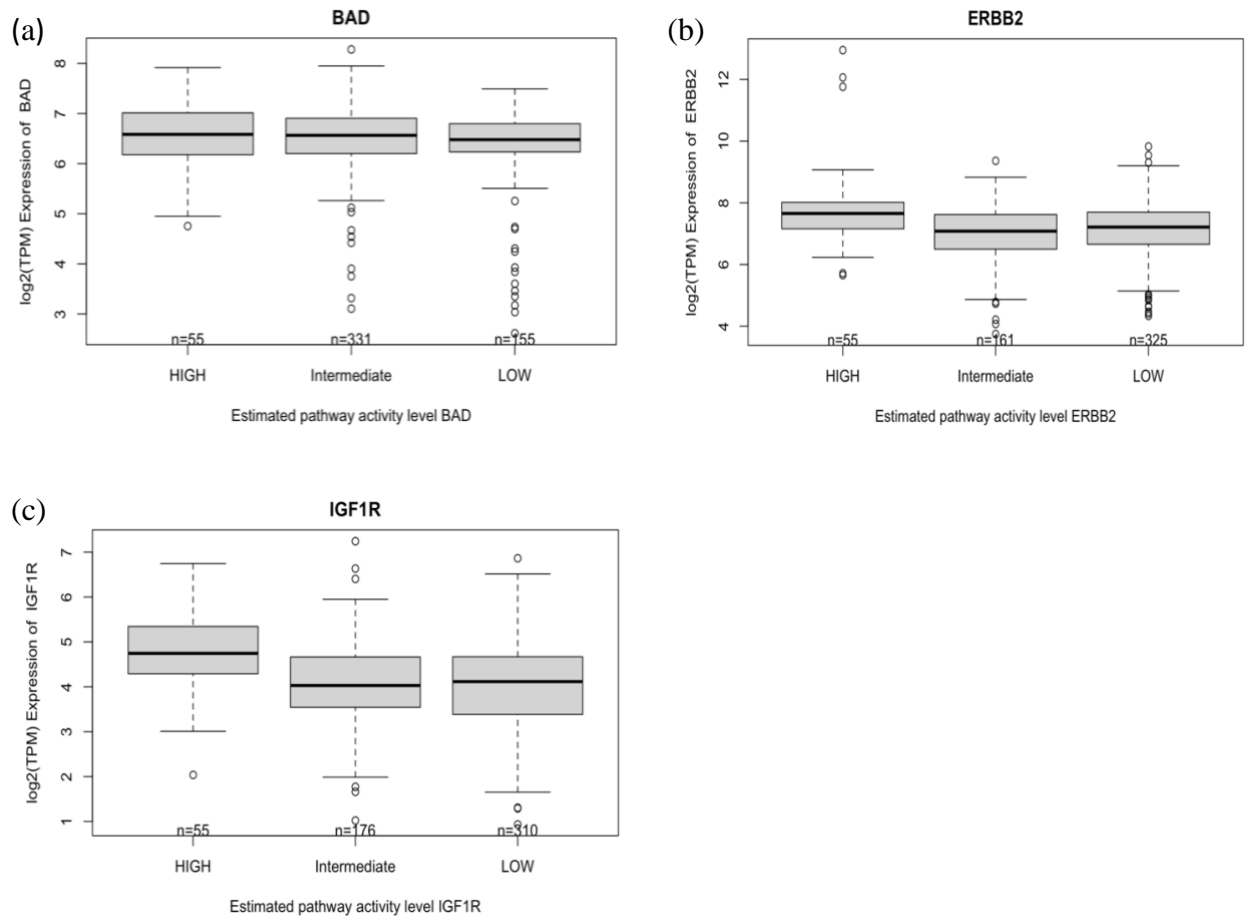 (a)
BAD
log2(TPM) Expression of BAD
8
7
6
5
4
3
n=55 n=331 n=155
HIGH Intermediate LOW
Estimated pathway activity level BAD
(b)
ERBB2
log2(TPM) Expression of ERBB2
12
10
8
6
4
n=55 n=161 n=325
HIGH Intermediate LOW
Estimated pathway activity level ERBB2
(c)
IGF1R
log2(TPM) Expression of IGF1R
7
6
5
4
3
2
1
n=55 n=176 n=310
HIGH Intermediate LOW
Estimated pathway activity level IGF1R